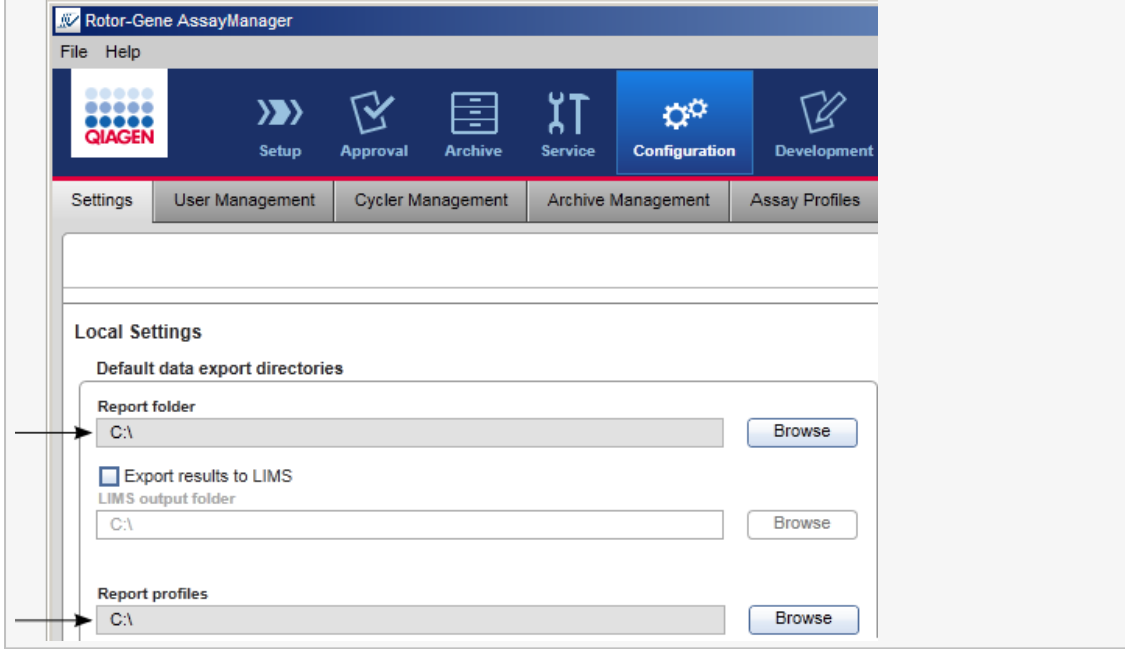 Rotor-Gene AssayManager
File Help
QIAGEN
Setup Approval Archive Service Configuration Development
Settings User Management Cycler Management Archive Management Assay Profiles
Local Settings
Default data export directories
Report folder
C:\ Browse
Export results to LIMS
LIMS output folder
C:\ Browse
Report profiles
C:\ Browse